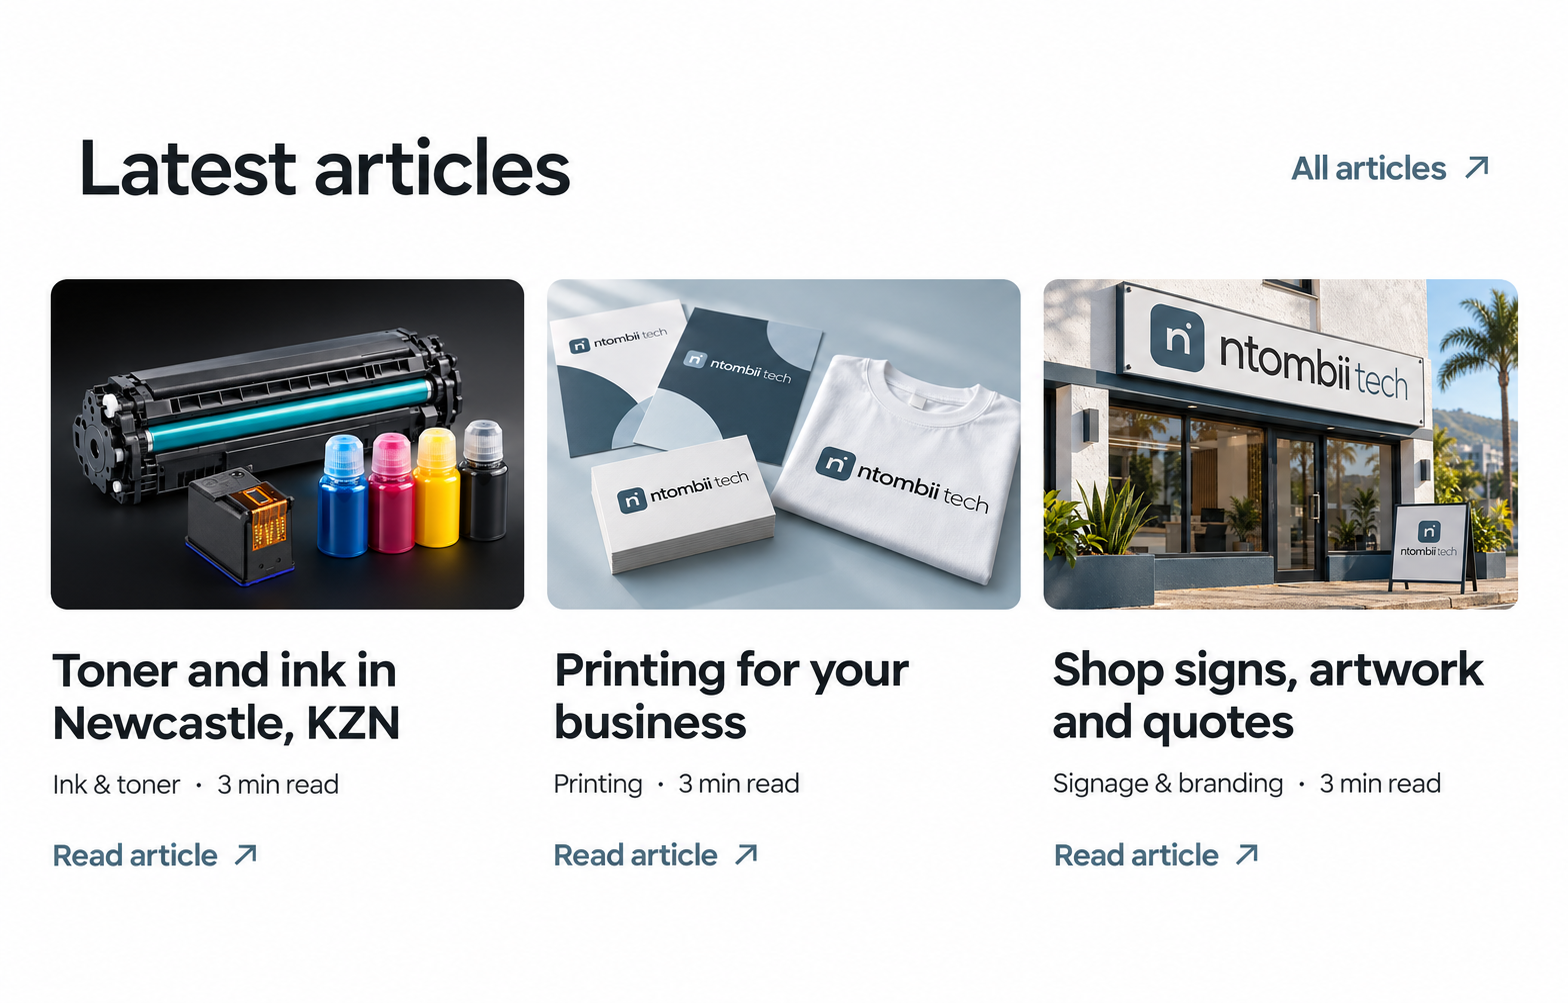 Latest articles
All articles
ntombii tech
ntombii tech
ntombii tech
ntombii tech
ntombii tech
ntombii tech
Toner and ink in
Newcastle, KZN
Ink & toner · 3 min read
Read article
Printing for your
business
Printing · 3 min read
Read article
Shop signs, artwork
and quotes
Signage & branding · 3 min read
Read article